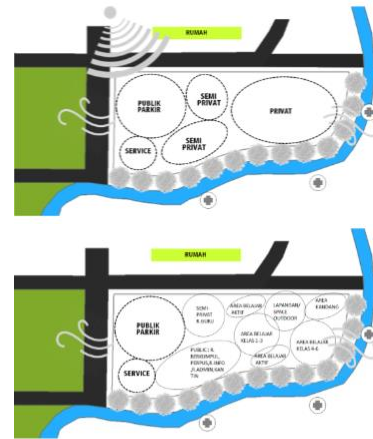 RUMAH
PUBLIK
PARKIR
SEMI
PRIVAT
PRIVAT
SERVICE
SEMI
PRIVAT
RUMAH
PUBLIK
PARKIR
SEMI
PRIVAT
R.GURU
AREA BELAJAR
AKTIF
LAPANGAN/
SPACE
OUTDOOR
AREA
KANDANG
AREA BELAJAR
KELAS 1-3
AREA BELAJAR
KELAS 4-6
AREA BELAJAR
AKTIF
SERVICE